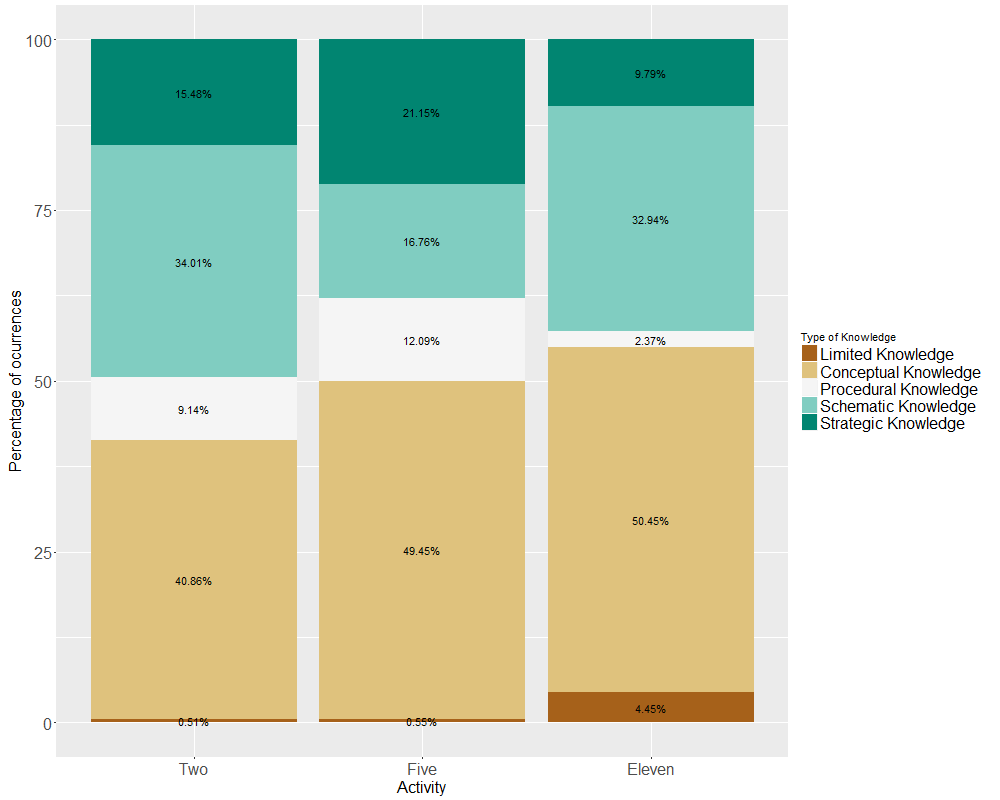 Percentage of ocurrences
100
75
50
25
0
15.48%
34.01%
9.14%
40.86%
0.51%
21.15%
16.76%
12.09%
49.45%
0.55%
9.79%
32.94%
2.37%
50.45%
4.45%
Two
Five
Eleven
Activity
Type of Knowledge
Limited Knowledge
Conceptual Knowledge
Procedural Knowledge
Schematic Knowledge
Strategic Knowledge